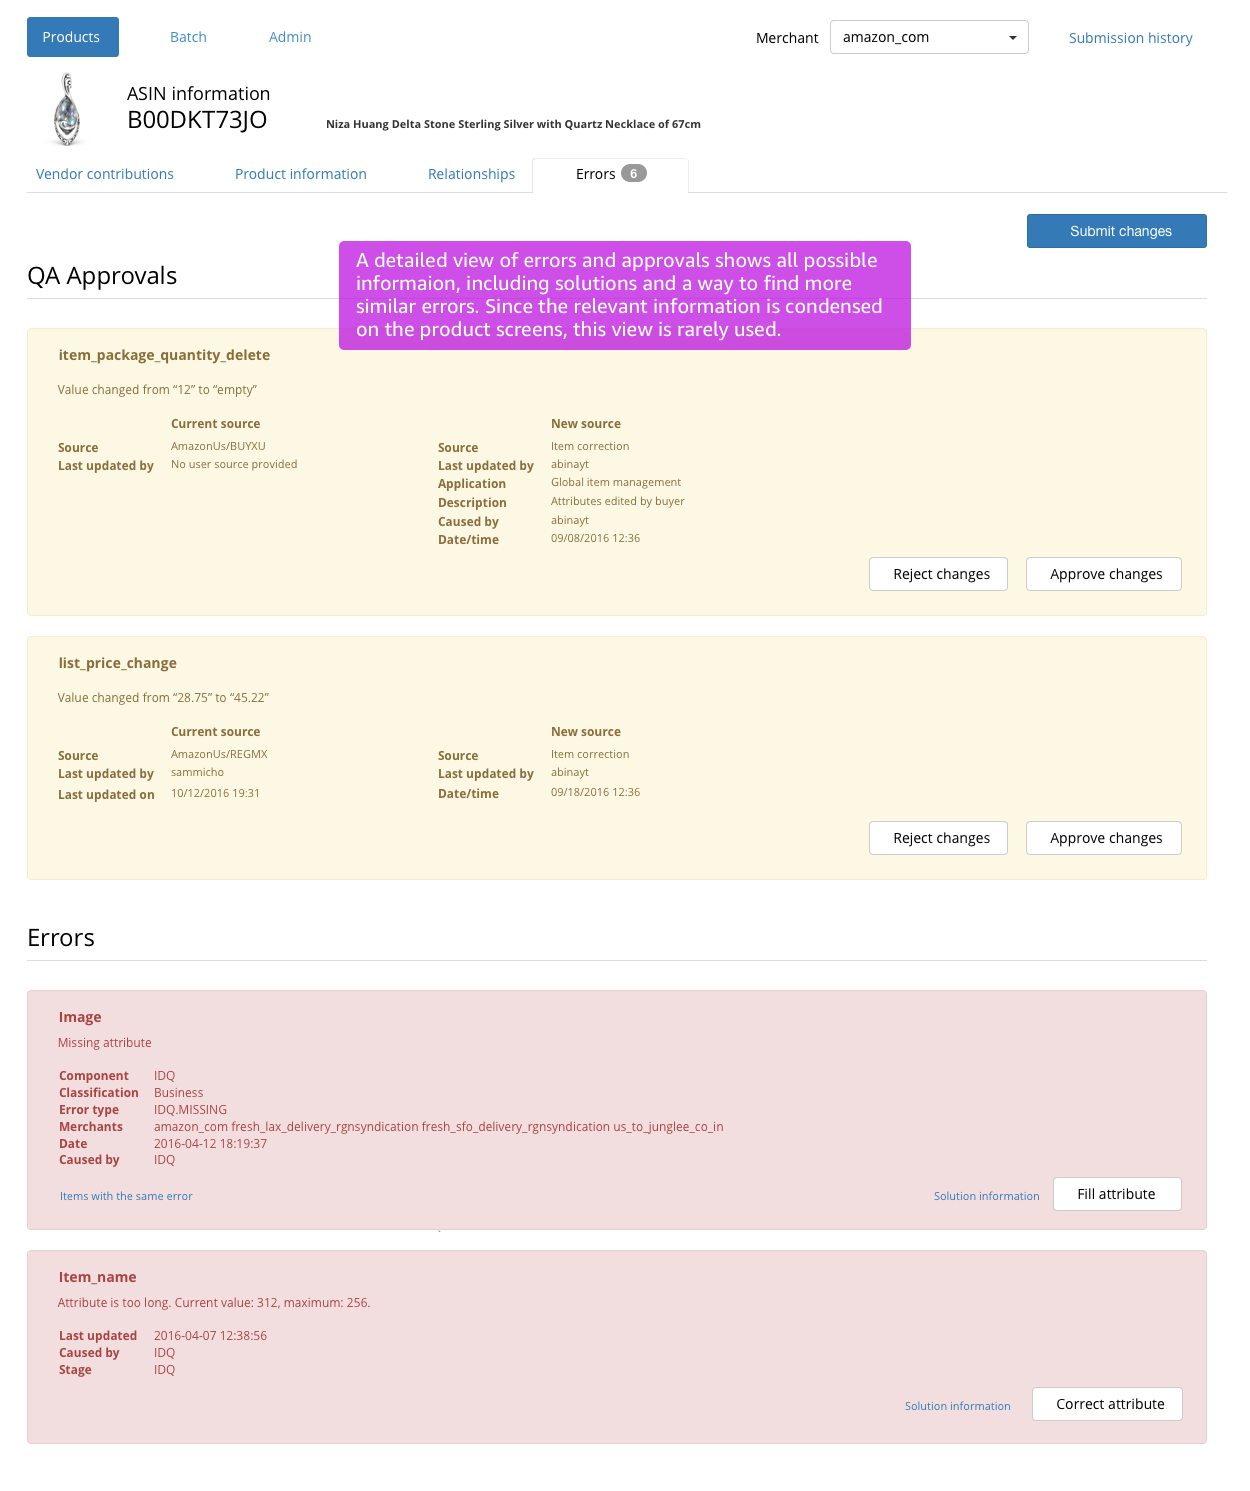 Products Batch Admin Merchant amazon_com Submission history
ASIN information
B00DKT73JO
Niza Huang Delta Stone Sterling Silver with Quartz Necklace of 67cm
Vendor contributions Product information Relationships Errors 6
Submit changes
QA Approvals
A detailed view of errors and approvals shows all possible
informaion, including solutions and a way to find more
similar errors. Since the relevant information is condensed
on the product screens, this view is rarely used.
item_package_quantity_delete
Value changed from “12” to “empty”
Current source New source
Source AmazonUs/BUYXU Source Item correction
Last updated by No user source provided Last updated by abinayt
Application Global item management
Description Attributes edited by buyer
Caused by abinayt
Date/time 09/08/2016 12:36
Reject changes Approve changes
list_price_change
Value changed from “28.75” to “45.22”
Current source New source
Source AmazonUs/REGMX Source Item correction
Last updated by sammicho Last updated by abinayt
Last updated on 10/12/2016 19:31 Date/time 09/18/2016 12:36
Reject changes Approve changes
Errors
Image
Missing attribute
Component IDQ
Classification Business
Error type IDQ.MISSING
Merchants amazon_com fresh_lax_delivery_rgnsyndication fresh_sfo_delivery_rgnsyndication us_to_junglee_co_in
Date 2016-04-12 18:19:37
Caused by IDQ
Items with the same error Solution information Fill attribute
Item_name
Attribute is too long. Current value: 312, maximum: 256.
Last updated 2016-04-07 12:38:56
Caused by IDQ
Stage IDQ
Solution information Correct attribute